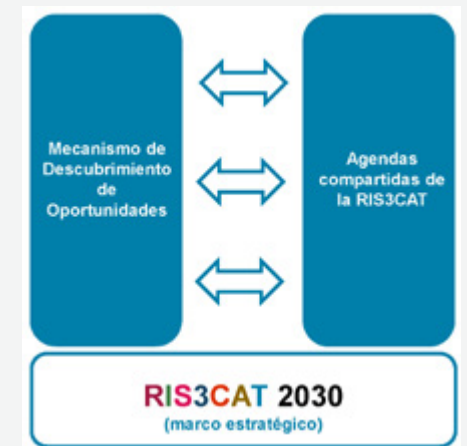 Mecanismo de
Descubrimiento
de
Oportunidades
Agendas
compartidas de
la RIS3CAT
RIS3CAT 2030
(marco estratégico)